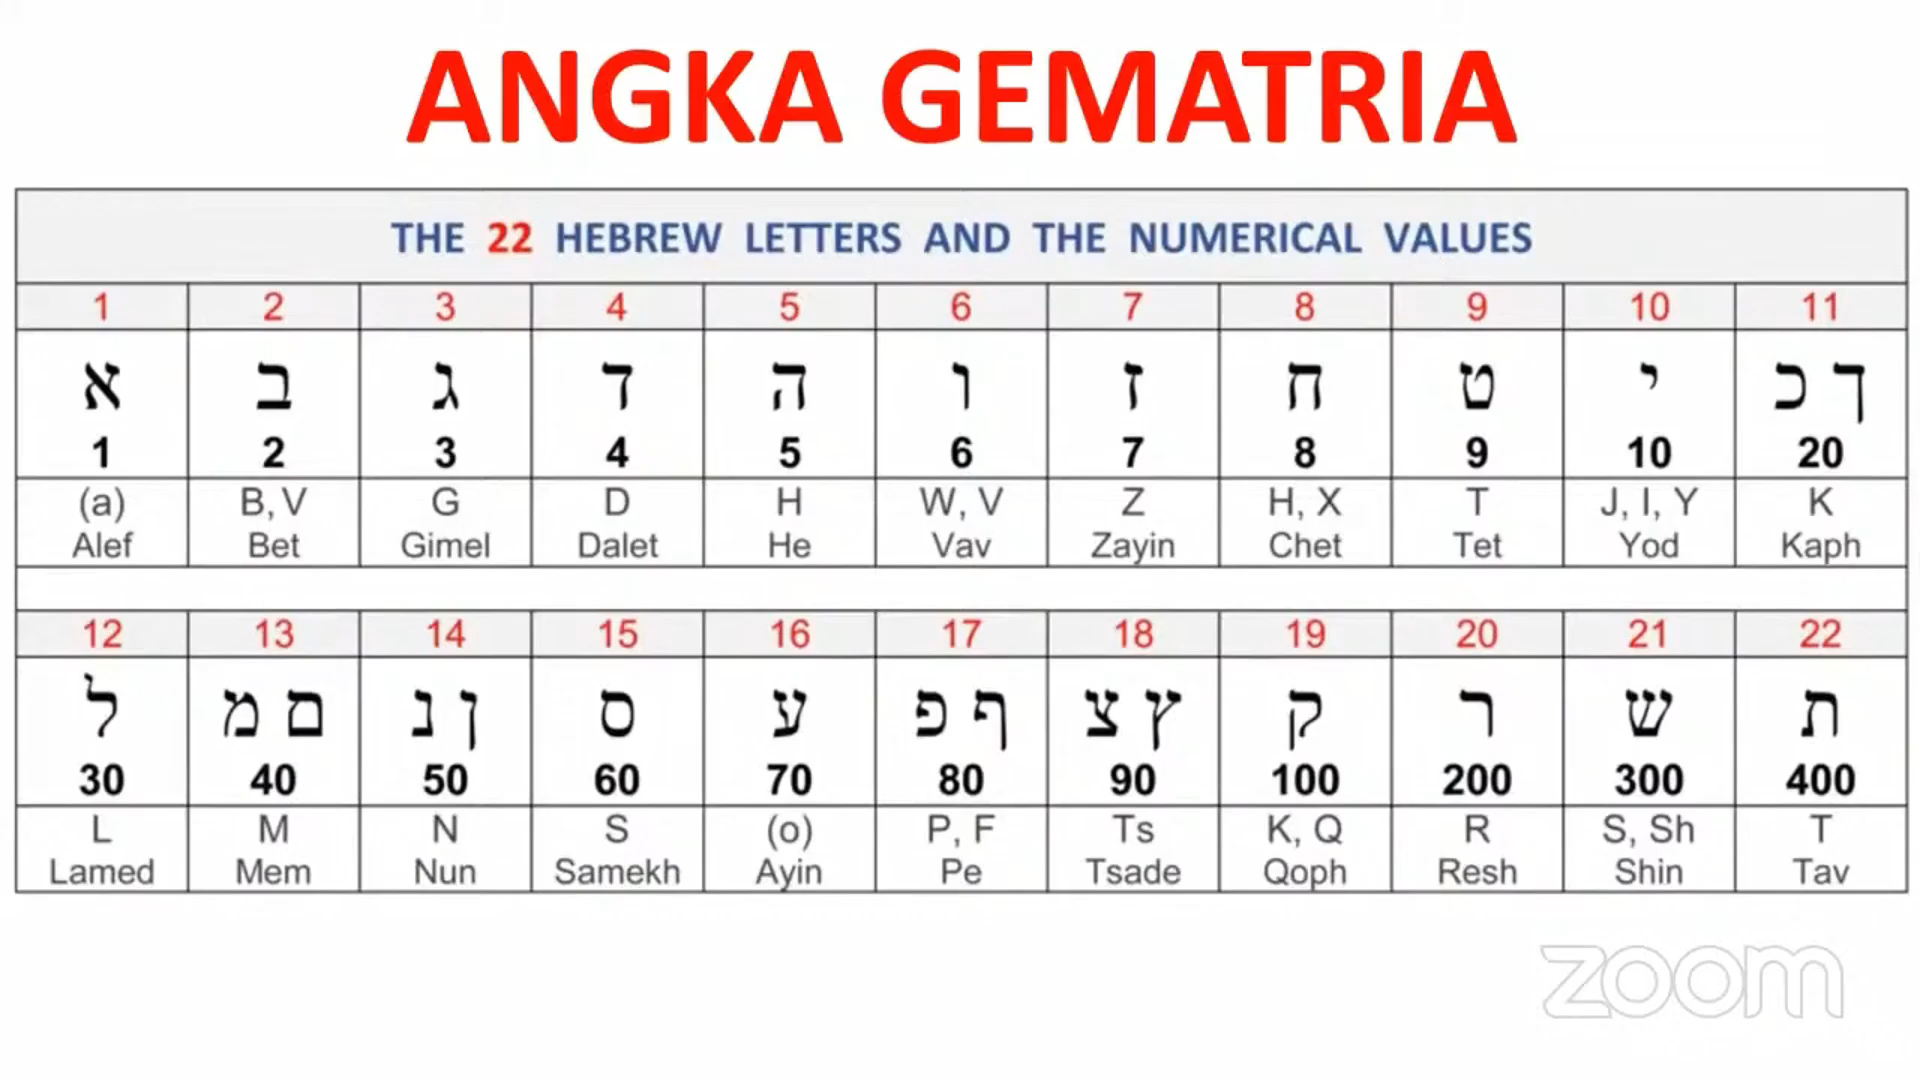 ANGKA GEMATRIA
THE 22 HEBREW LETTERS AND THE NUMERICAL VALUES
1 2 3 4 5 6 7 8 9 10 11
א ב ג ד ה ו ז ח ט י כ ך
1 2 3 4 5 6 7 8 9 10 20
(a) B, V G D H W, V Z H, X T J, I, Y K
Alef Bet Gimel Dalet He Vav Zayin Chet Tet Yod Kaph
12 13 14 15 16 17 18 19 20 21 22
ל מ ם נ ן ס ע פ ף צ ץ ק ר ש ת
30 40 50 60 70 80 90 100 200 300 400
L M N S (o) P, F Ts K, Q R S, Sh T
Lamed Mem Nun Samekh Ayin Pe Tsade Qoph Resh Shin Tav
zoom